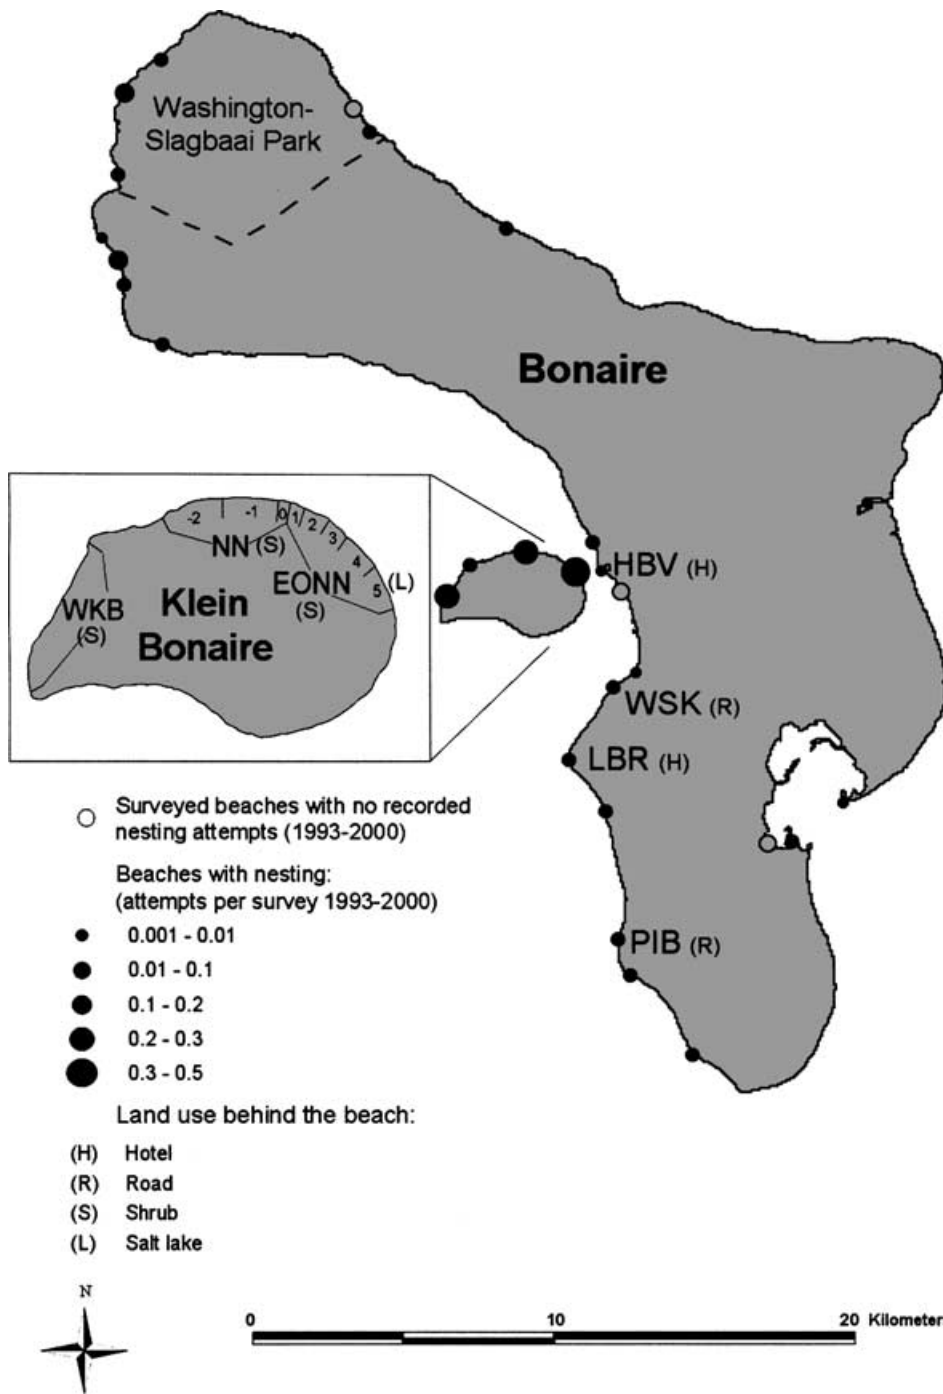 Washington-
Slagbaai Park
Bonaire
-2 -1 0 1 2 3 4 5
NN (S)
EONN (L)
(S)
WKB
(S)
Klein
Bonaire
HBV (H)
WSK (R)
LBR (H)
PIB (R)
Surveyed beaches with no recorded
nesting attempts (1993-2000)
Beaches with nesting:
(attempts per survey 1993-2000)
0.001 - 0.01
0.01 - 0.1
0.1 - 0.2
0.2 - 0.3
0.3 - 0.5
Land use behind the beach:
(H) Hotel
(R) Road
(S) Shrub
(L) Salt lake
N
0 10 20 Kilometer